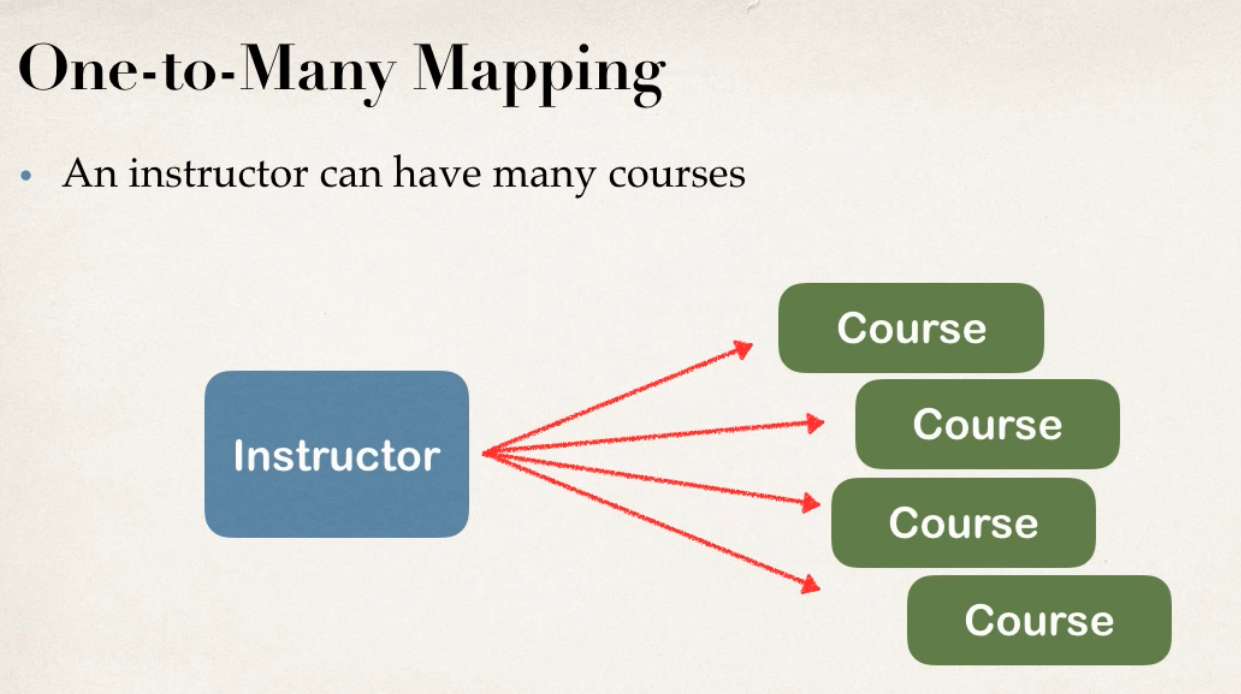 One-to-Many Mapping
• An instructor can have many courses
Course
Course
Instructor
Course
Course